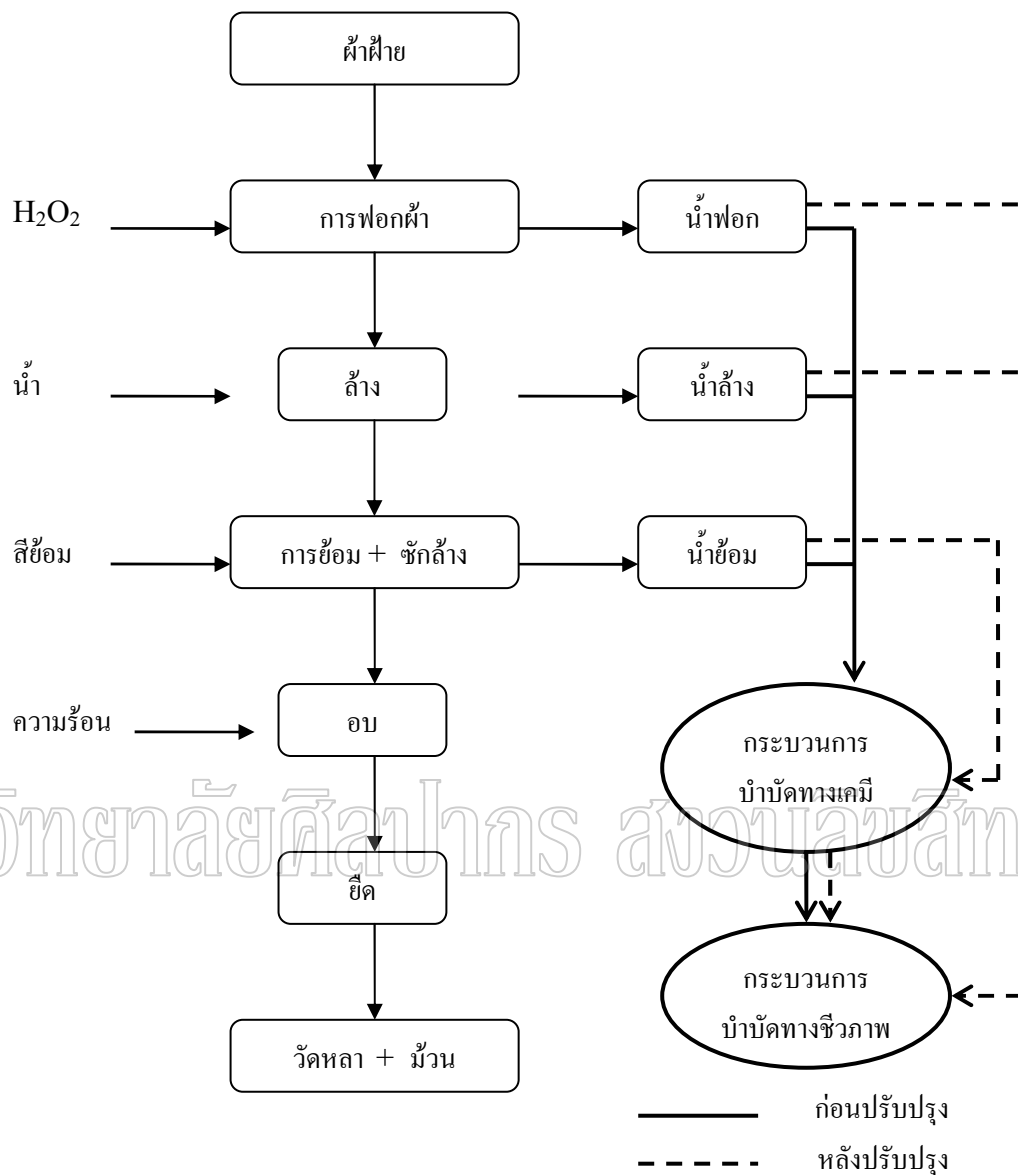 ผ้าฝ้าย
H₂O₂
การฟอกผ้า
น้ำฟอก
น้ำ
ล้าง
น้ำล้าง
สีย้อม
การย้อม + ซักล้าง
น้ำย้อม
ความร้อน
อบ
กระบวนการ
บำบัดทางเคมี
ยืด
กระบวนการ
บำบัดทางชีวภาพ
วัดหลา + ม้วน
ก่อนปรับปรุง
หลังปรับปรุง